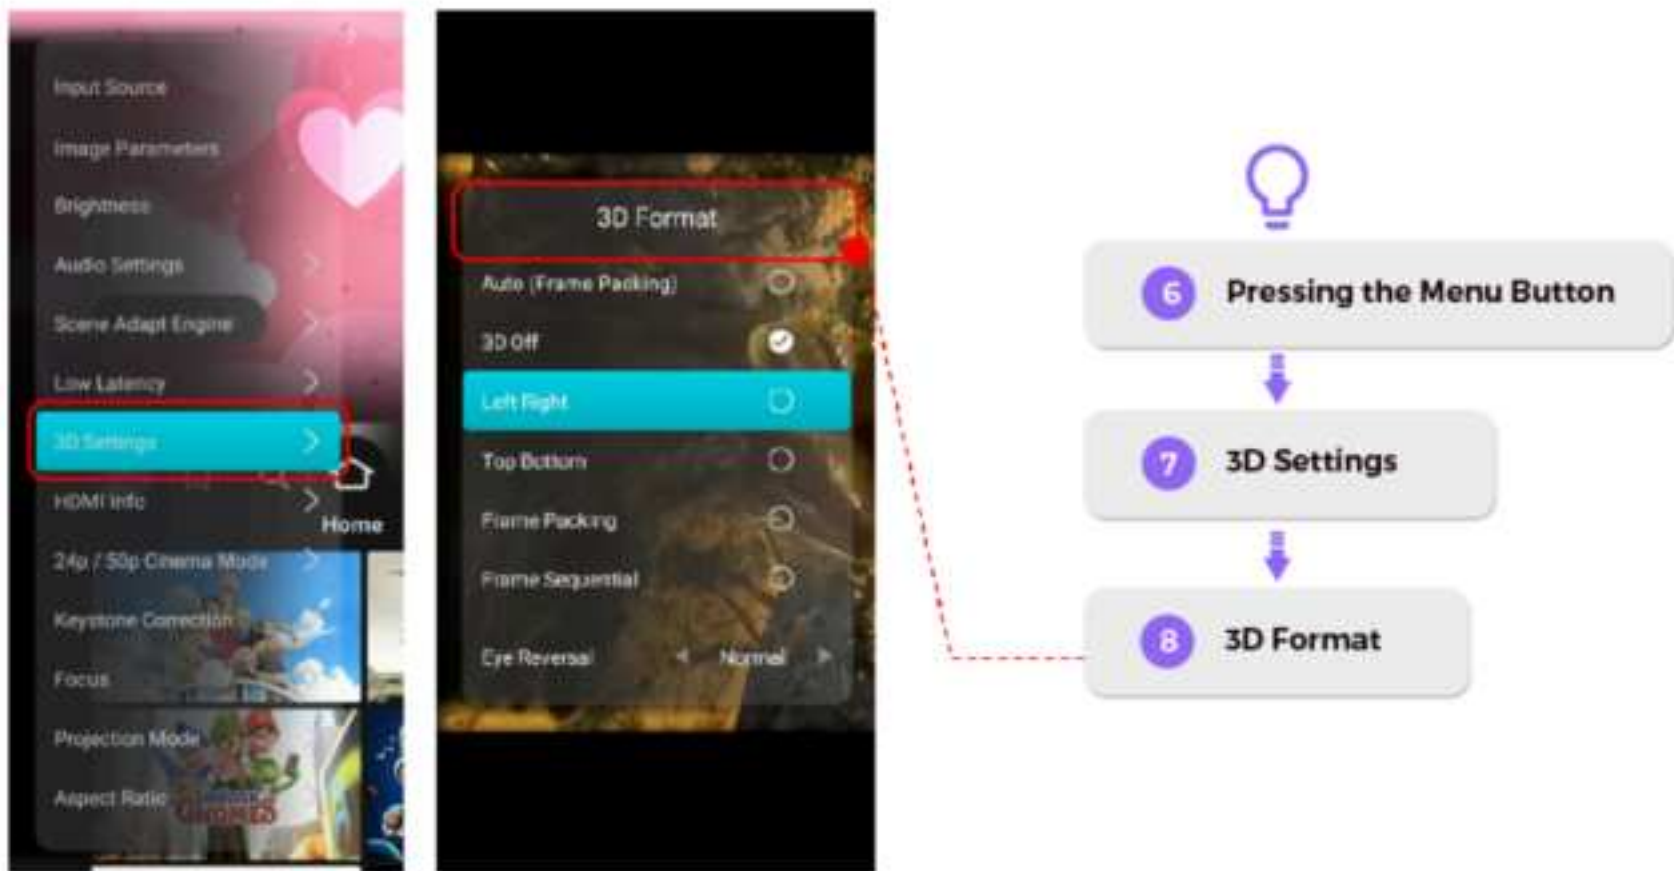 Input Source
Image Parameters
Brightness
Audio Settings
Scene Adapt Engine
Low Latency
3D Settings
HDMI Info
Home
24p / 50p Cinema Mode
Keystone Correction
Focus
Projection Mode
Aspect Ratio
3D Format
Auto (Frame Packing)
3D Off
Left Right
Top Bottom
Frame Packing
Frame Sequential
Eye Reversal Normal
6 Pressing the Menu Button
7 3D Settings
8 3D Format